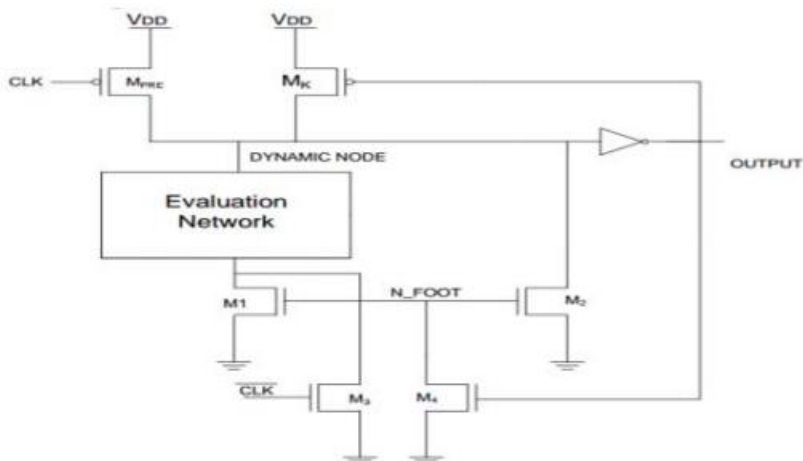 VDD VDD
CLK MPRE MK
DYNAMIC NODE
OUTPUT
Evaluation
Network
M1 N_FOOT M2
CLK M3 M4